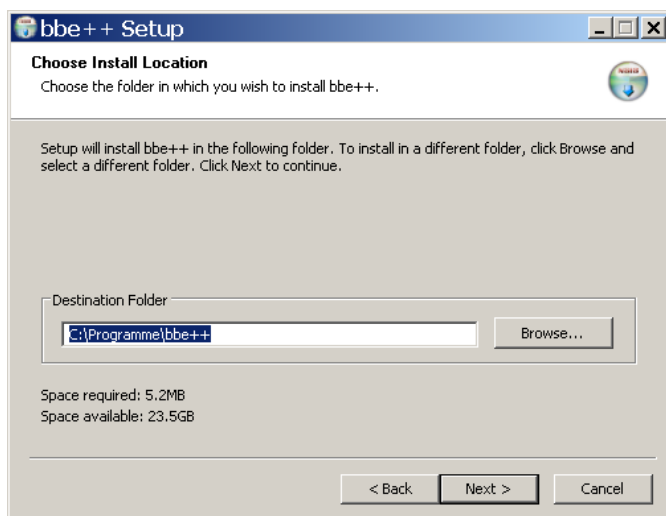 bbe++ Setup
Choose Install Location
Choose the folder in which you wish to install bbe++.
Setup will install bbe++ in the following folder. To install in a different folder, click Browse and
select a different folder. Click Next to continue.
Destination Folder
C:\Programme\bbe++
Browse...
Space required: 5.2MB
Space available: 23.5GB
< Back
Next >
Cancel